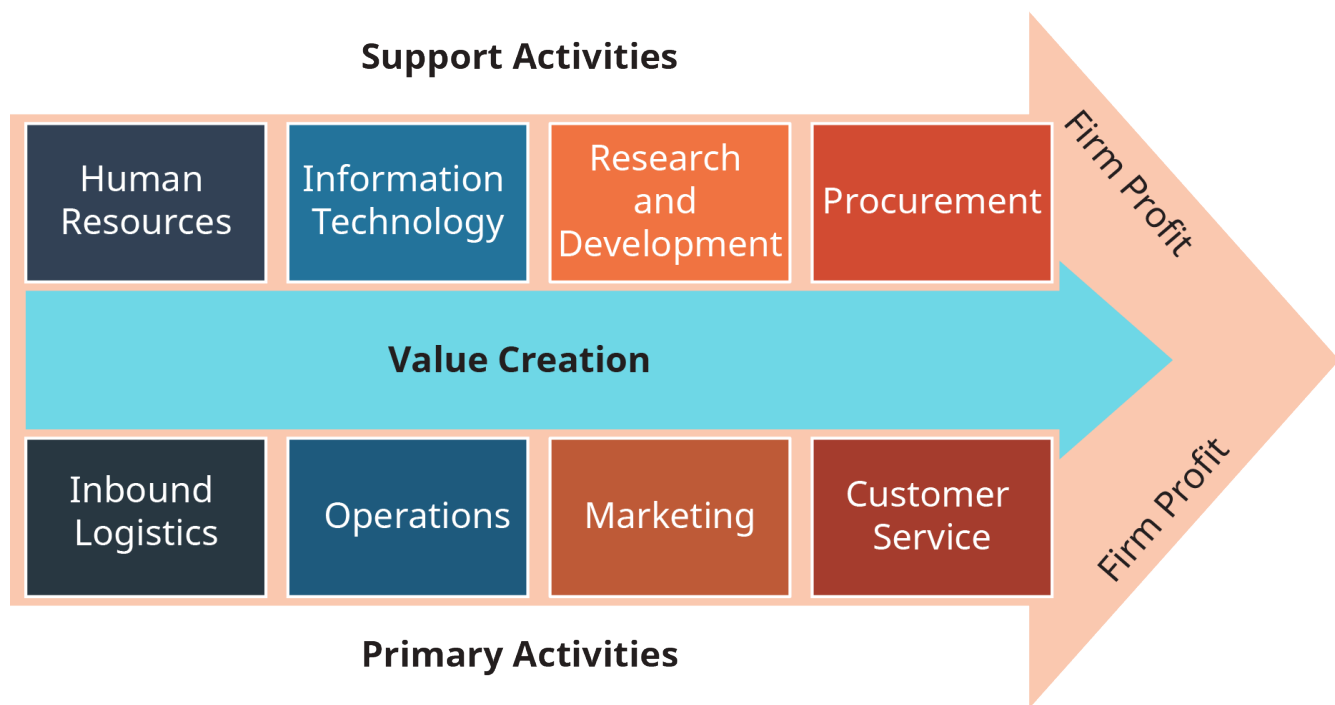 Support Activities
Human
Resources
Information
Technology
Research
and
Development
Procurement
Firm Profit
Value Creation
Inbound
Logistics
Operations
Marketing
Customer
Service
Firm Profit
Primary Activities